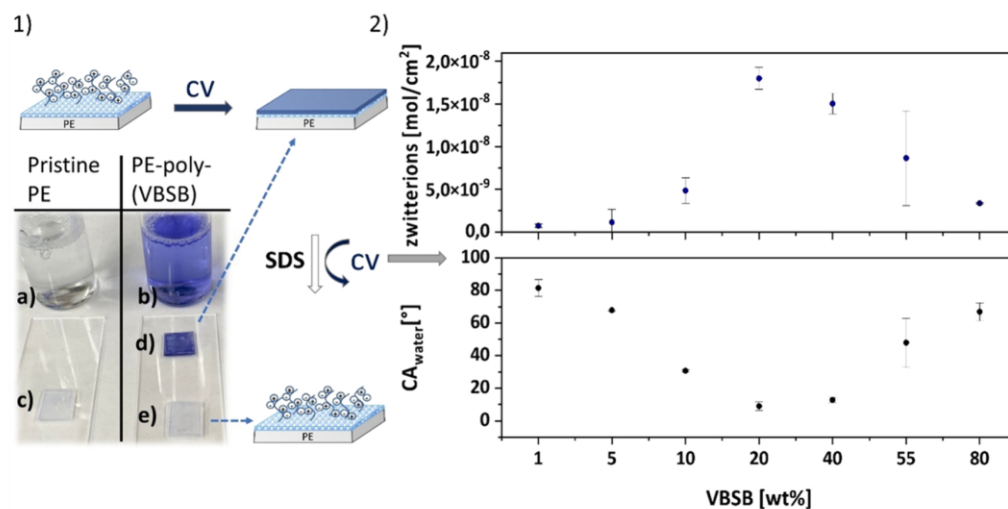 1)
CV
PE
PE
Pristine
PE
PE-poly-
(VBSB)
a)
b)
c)
d)
e)
SDS
CV
PE
2)
zwitterions [mol/cm²]
2,0×10⁻⁸
1,5×10⁻⁸
1,0×10⁻⁸
5,0×10⁻⁹
0,0
CA_water[°]
100
80
60
40
20
0
1 5 10 20 40 55 80
VBSB [wt%]